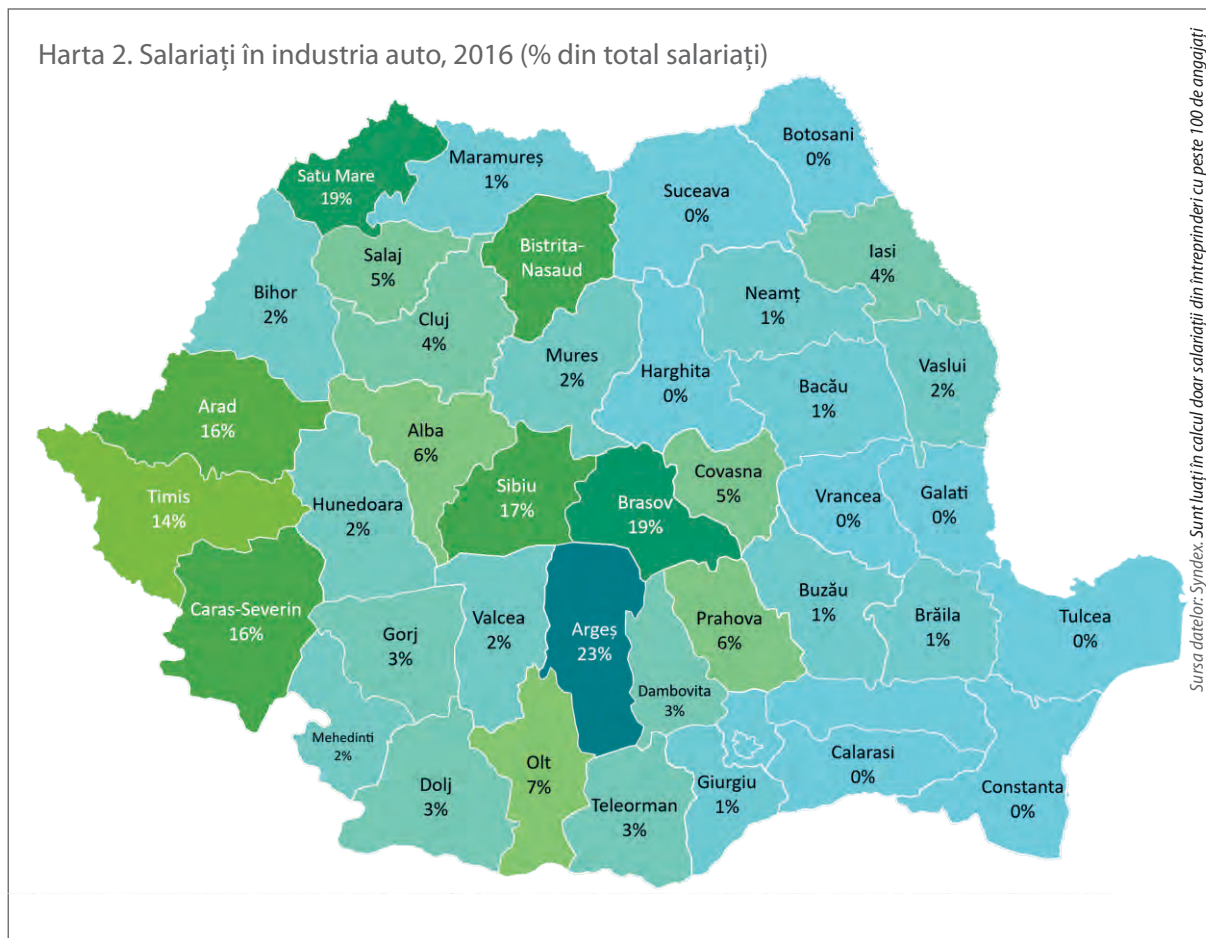 Harta 2. Salariați în industria auto, 2016 (% din total salariați)
Botosani
0%
Maramureș
1%
Satu Mare
19%
Suceava
0%
Bistrita-
Nasaud
Iasi
4%
Salaj
5%
Bihor
2%
Neamț
1%
Cluj
4%
Mures
2%
Harghita
0%
Vaslui
2%
Bacău
1%
Arad
16%
Alba
6%
Covasna
5%
Sibiu
17%
Brasov
19%
Vrancea
0%
Galati
0%
Timis
14%
Hunedoara
2%
Buzău
1%
Caras-Severin
16%
Brăila
1%
Tulcea
0%
Valcea
2%
Argeș
23%
Prahova
6%
Gorj
3%
Dambovita
3%
Mehedinti
2%
Olt
7%
Calarasi
0%
Dolj
3%
Giurgiu
1%
Constanta
0%
Teleorman
3%
Sursa datelor: Syndex. Sunt luați în calcul doar salariații din întreprinderi cu peste 100 de angajați